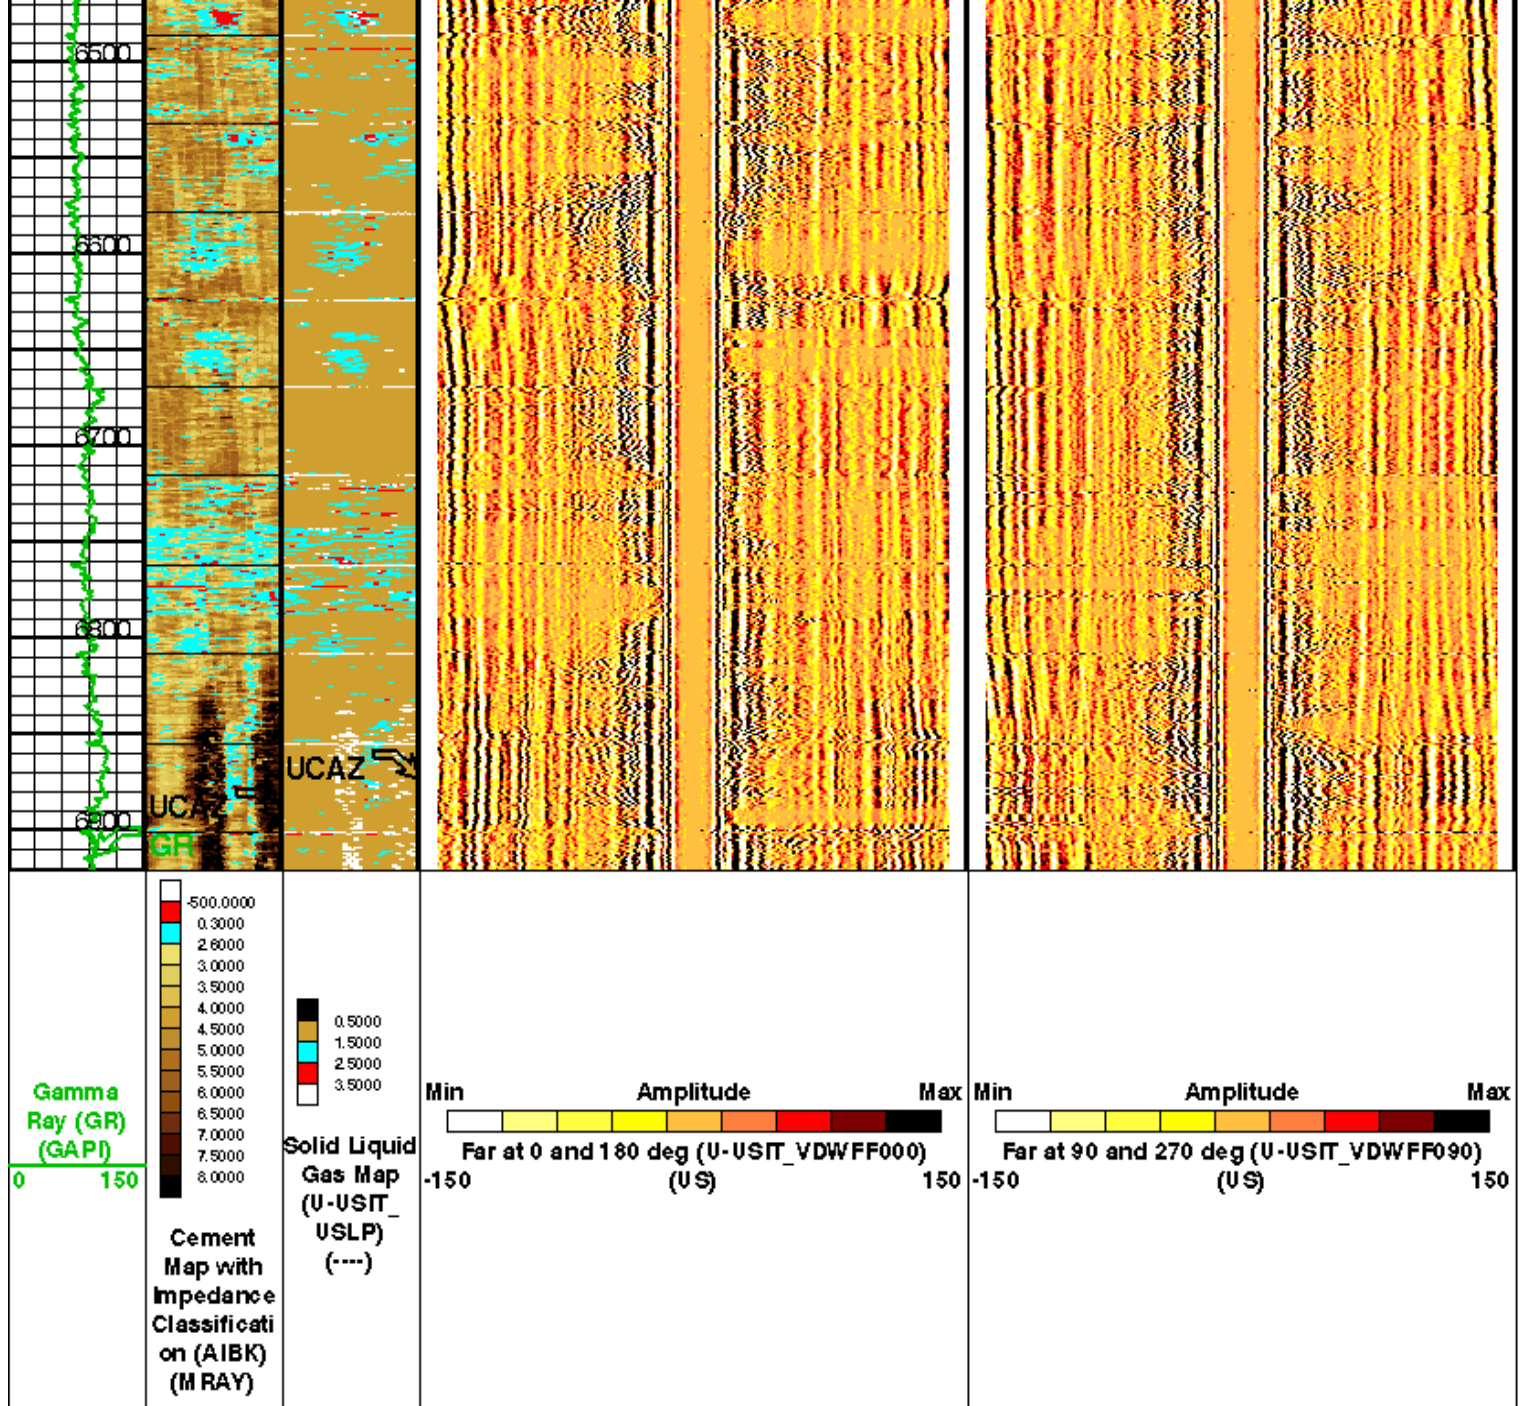 6500
6600
6700
6800
6900
UCAZ
UCAZ
GR
-500.0000
0.3000
2.6000
3.0000
3.5000
4.0000
4.5000
5.0000
5.5000
6.0000
6.5000
7.0000
7.5000
8.0000
0.5000
1.5000
2.5000
3.5000
Gamma
Ray (GR)
(GAPI)
0 150
Cement
Map with
Impedance
Classificati
on (AIBK)
(MRAY)
Solid Liquid
Gas Map
(U-USIT_
USLP)
(----)
Min Amplitude Max
Far at 0 and 180 deg (U-USIT_VDWFF000)
-150 (US) 150
Min Amplitude Max
Far at 90 and 270 deg (U-USIT_VDWFF090)
-150 (US) 150